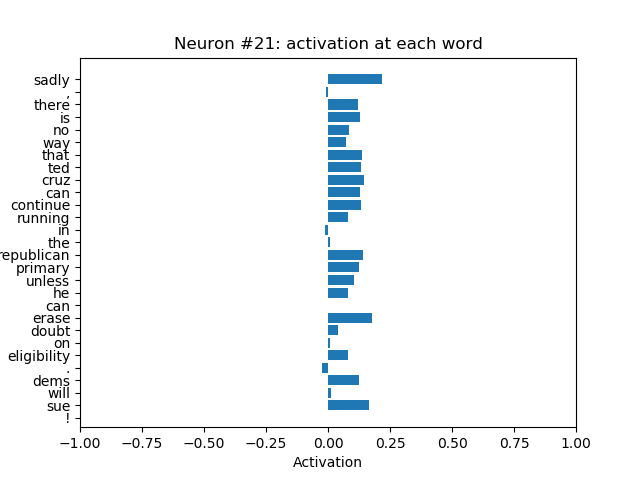 Neuron #21: activation at each word
sadly
,
there
is
no
way
that
ted
cruz
can
continue
running
in
the
republican
primary
unless
he
can
erase
doubt
on
eligibility
.
dems
will
sue
!
−1.00 −0.75 −0.50 −0.25 0.00 0.25 0.50 0.75 1.00
Activation